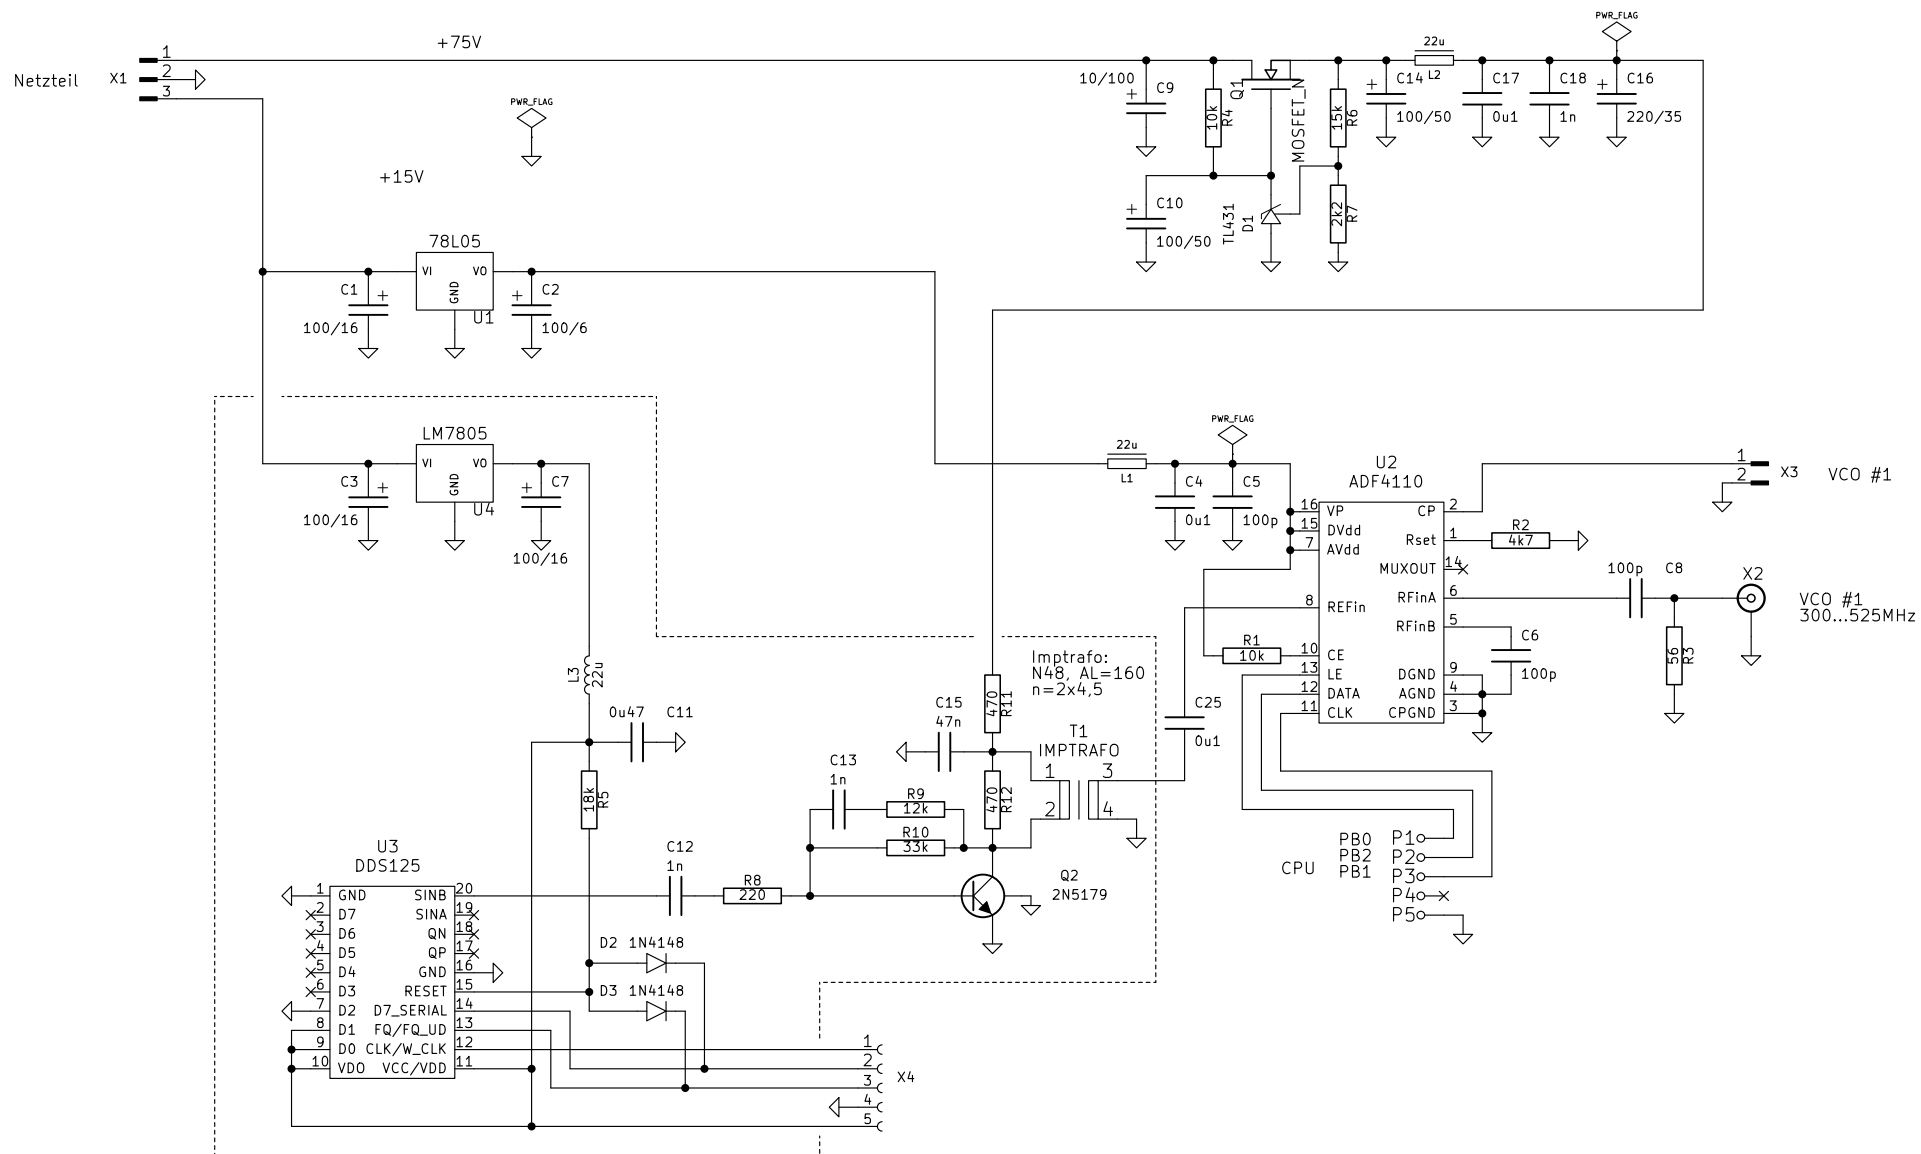 Netzteil
X1
1
2
3
+75V
PWR_FLAG
+15V
10/100
+
C9
10k
R4
Q1
MOSFET_N
+
C10
100/50
TL431
D1
15k
R6
2k2
R7
+
C14
100/50
22u
L2
C17
0u1
C18
1n
PWR_FLAG
+
C16
220/35
78L05
VI
VO
GND
U1
C1
+
100/16
+
C2
100/6
LM7805
VI
VO
GND
U4
C3
+
100/16
+
C7
100/16
PWR_FLAG
22u
L1
C4
0u1
C5
100p
U2
ADF4110
16
VP
15
DVdd
7
AVdd
8
REFin
10
CE
13
LE
12
DATA
11
CLK
CP
2
Rset
1
MUXOUT
14
RFinA
6
RFinB
5
DGND
9
AGND
4
CPGND
3
R2
4k7
1
2
X3
VCO #1
100p
C8
X2
VCO #1
300...525MHz
56
R3
C6
100p
R1
10k
C25
0u1
Imptrafo:
N48, AL=160
n=2x4,5
T1
IMPTRAFO
1
2
3
4
470
R11
C15
47n
470
R12
C13
1n
R9
12k
R10
33k
Q2
2N5179
L3
22u
0u47
C11
18k
R5
C12
1n
R8
220
D2 1N4148
D3 1N4148
U3
DDS125
1
GND
2
D7
3
D6
4
D5
5
D4
6
D3
7
D2
8
D1
9
D0
10
VDO
SINB
20
SINA
19
QN
18
QP
17
GND
16
RESET
15
D7_SERIAL
14
FQ/FQ_UD
13
CLK/W_CLK
12
VCC/VDD
11
1
2
3
4
5
X4
CPU
PB0
PB2
PB1
P1
P2
P3
P4
P5